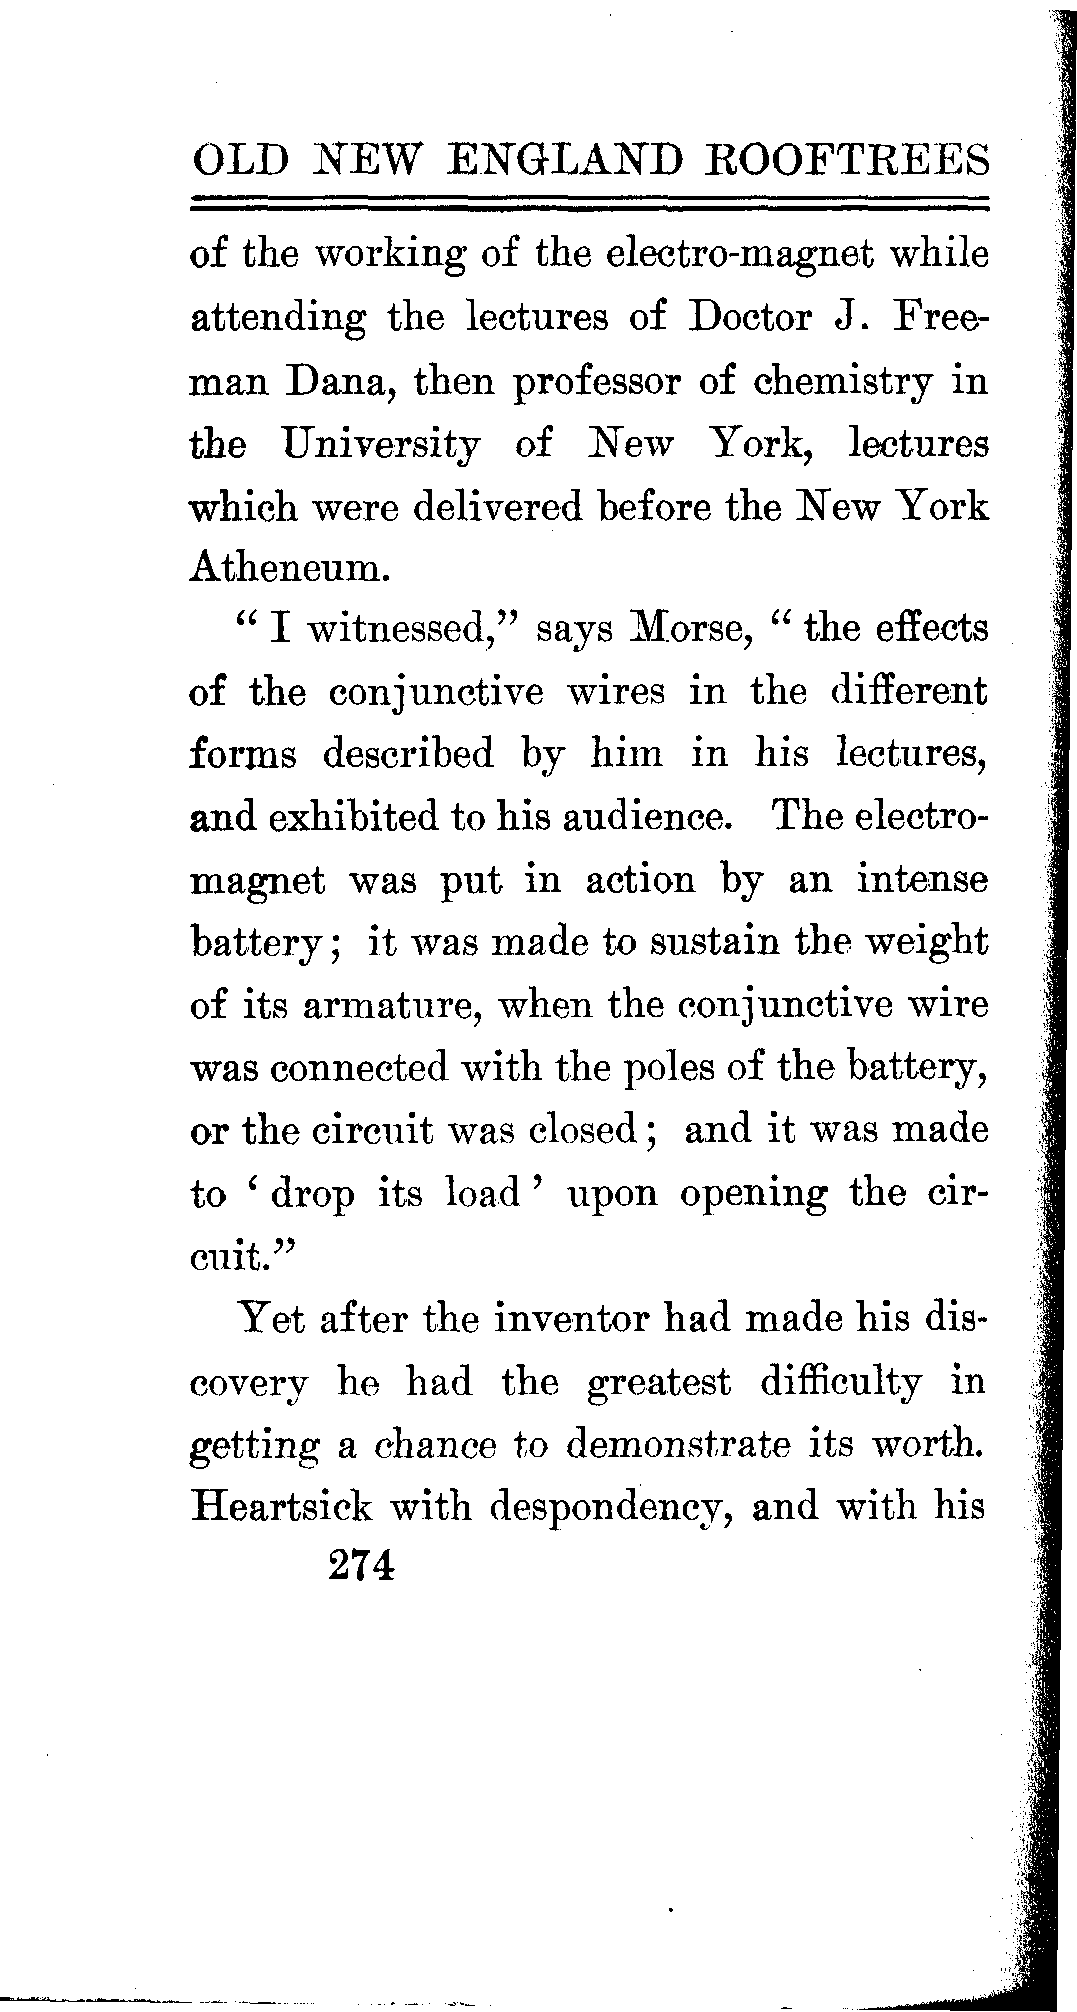 OLD NEW ENGLAND ROOFTREES
of the working of the electro-magnet while
attending the lectures of Doctor J. Free-
man Dana, then professor of chemistry in
the University of New York, lectures
which were delivered before the New York
Atheneum.
“ I witnessed,” says Morse, “ the effects
of the conjunctive wires in the different
forms described by him in his lectures,
and exhibited to his audience. The electro-
magnet was put in action by an intense
battery; it was made to sustain the weight
of its armature, when the conjunctive wire
was connected with the poles of the battery,
or the circuit was closed; and it was made
to ‘ drop its load ’ upon opening the cir-
cuit.”
Yet after the inventor had made his dis-
covery he had the greatest difficulty in
getting a chance to demonstrate its worth.
Heartsick with despondency, and with his
274